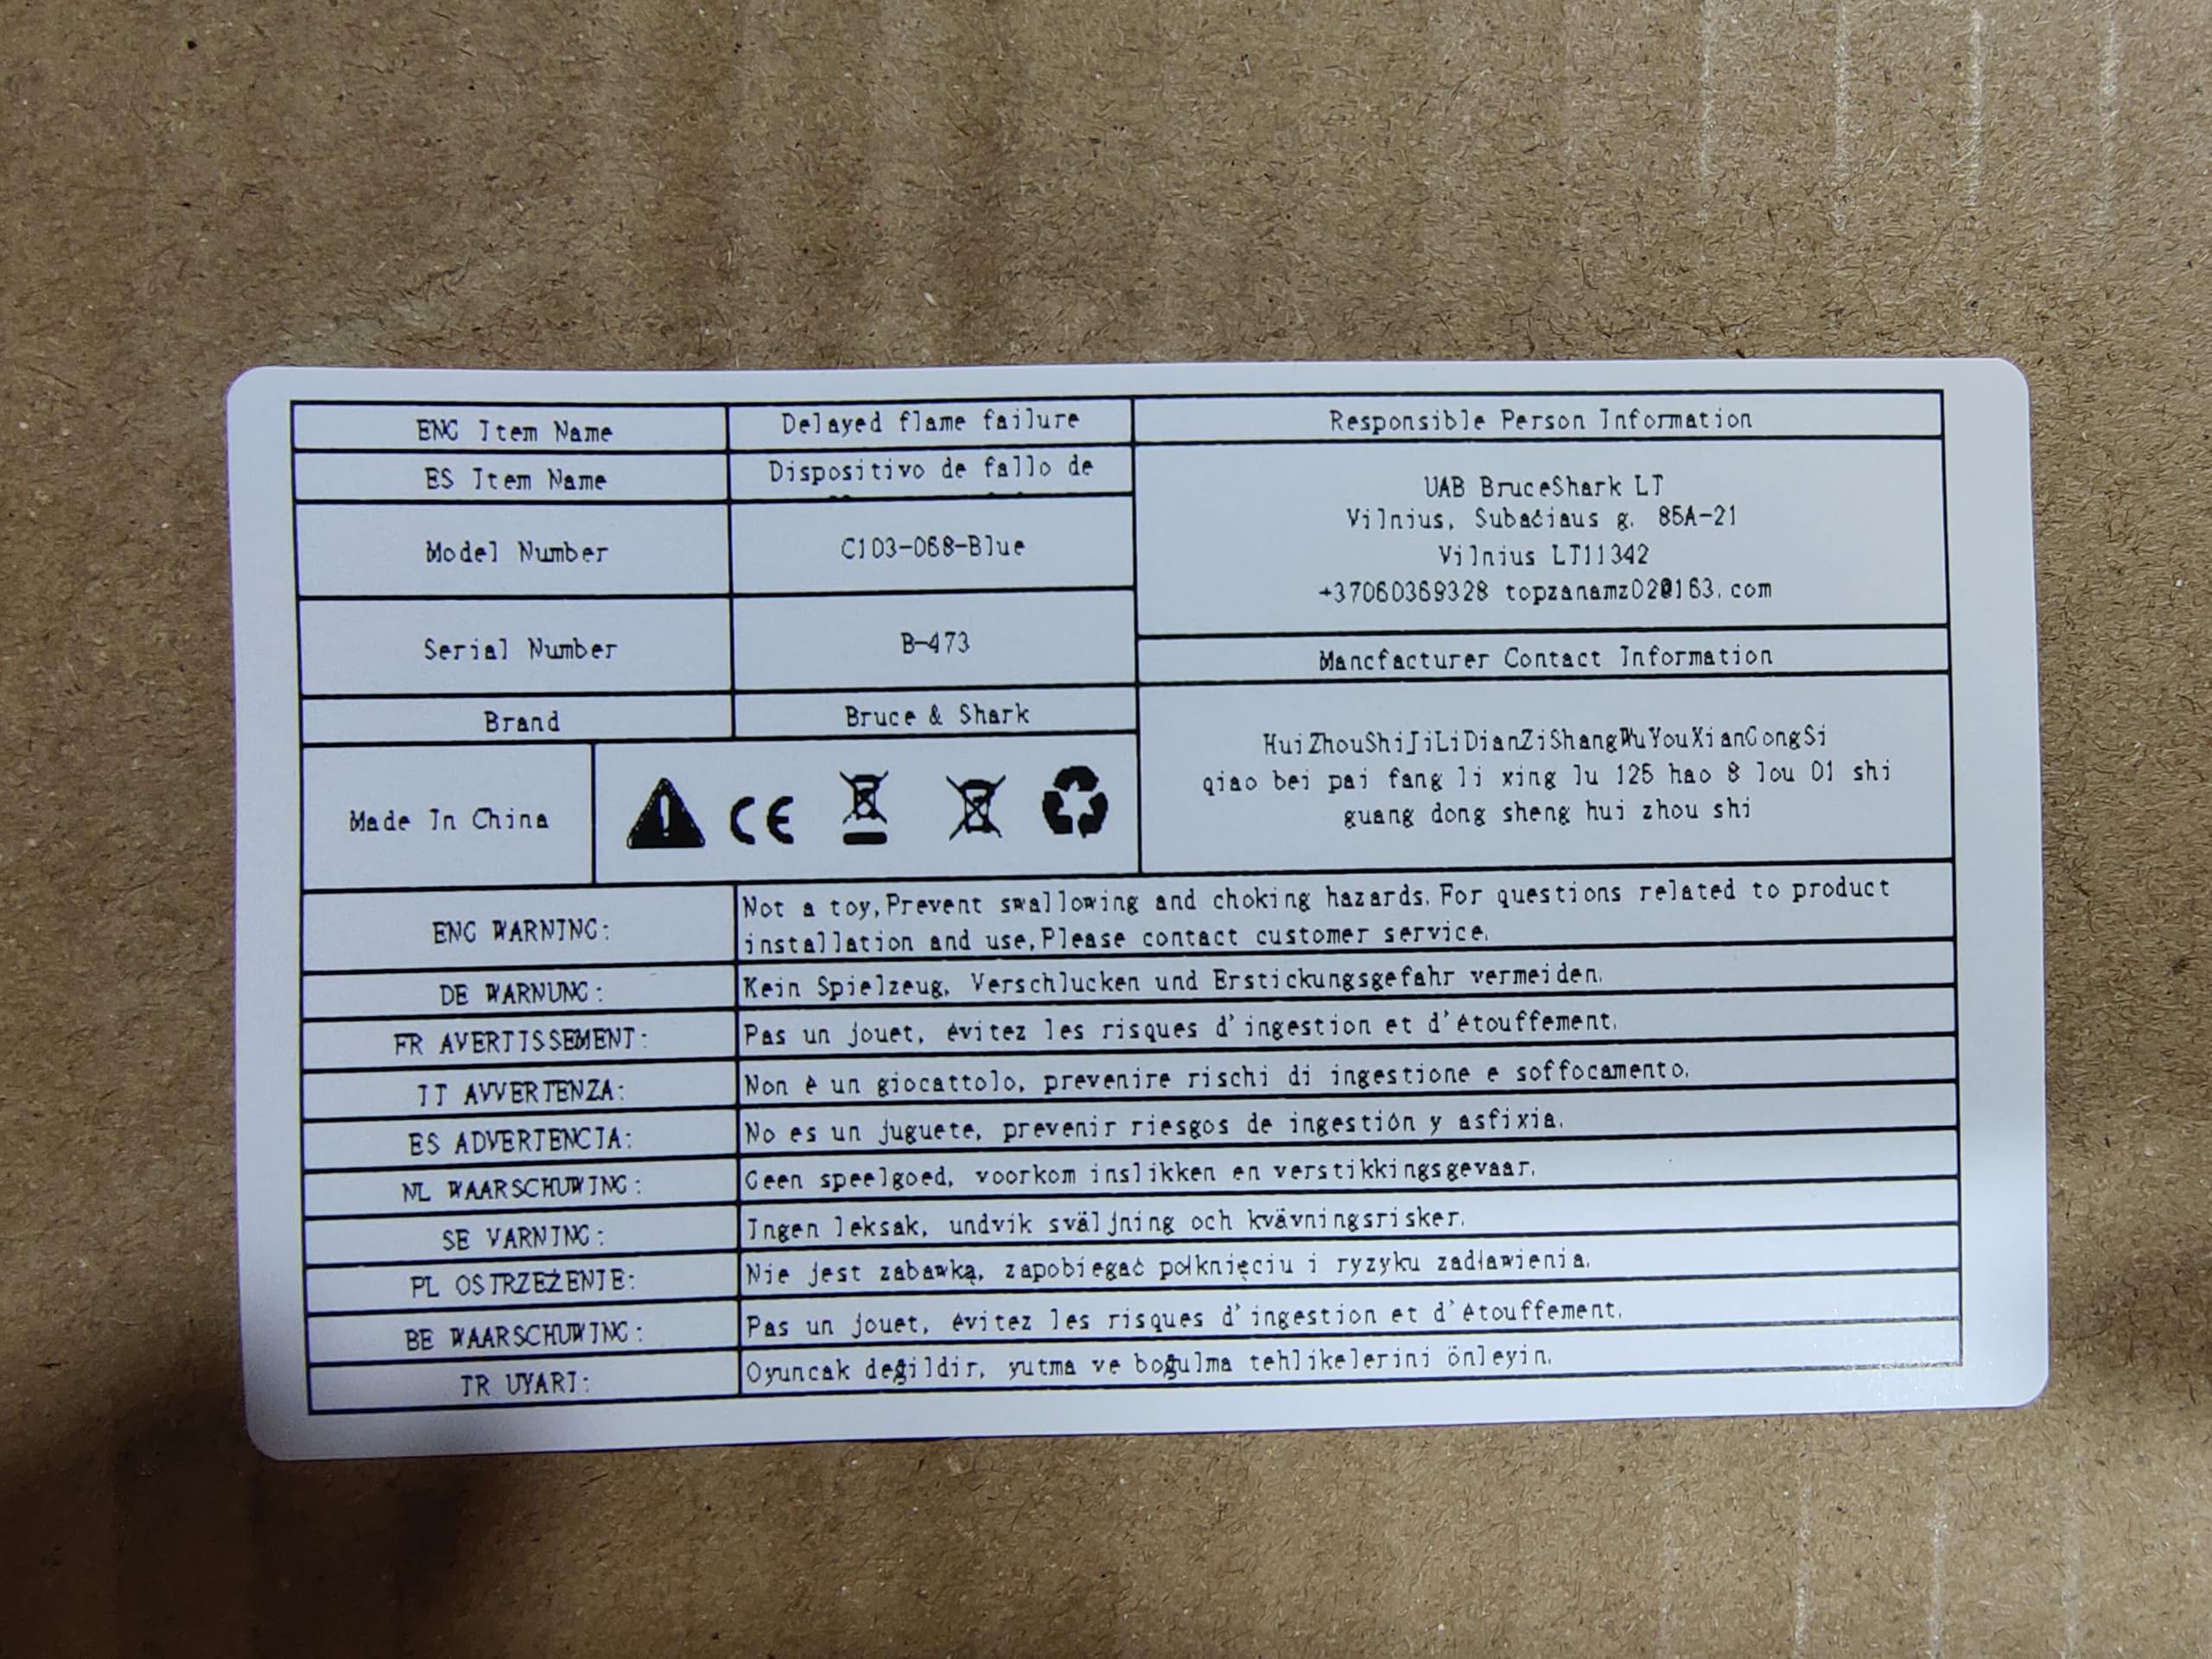 ENG Item Name
Delayed flame failure
ES Item Name
Dispositivo de fallo de
Model Number
C103-068-Blue
Serial Number
B-473
Brand
Bruce & Shark
Made In China
CE
Responsible Person Information
UAB BruceShark LT
Vilnius, Subačiaus g. 85A-21
Vilnius LT11342
+37060369328 topzanamz02@163.com
Mancfacturer Contact Information
HuiZhouShiJiLiDianZiShangWuYouXianGongSi
qiao bei pai fang li xing lu 125 hao 8 lou 01 shi
guang dong sheng hui zhou shi
ENG WARNING:
Not a toy,Prevent swallowing and choking hazards.For questions related to product
installation and use,Please contact customer service.
DE WARNUNG:
Kein Spielzeug, Verschlucken und Erstickungsgefahr vermeiden.
FR AVERTISSEMENT:
Pas un jouet, évitez les risques d'ingestion et d'étouffement.
IT AVVERTENZA:
Non è un giocattolo, prevenire rischi di ingestione e soffocamento.
ES ADVERTENCIA:
No es un juguete, prevenir riesgos de ingestión y asfixia.
NL WAARSCHUWING:
Geen speelgoed, voorkom inslikken en verstikkingsgevaar.
SE VARNING:
Ingen leksak, undvik sväljning och kvävningsrisker.
PL OSTRZEŻENIE:
Nie jest zabawką, zapobiegać połknięciu i ryzyku zadławienia.
BE WAARSCHUWING:
Pas un jouet, évitez les risques d'ingestion et d'étouffement.
TR UYARI:
Oyuncak değildir, yutma ve boğulma tehlikelerini önleyin.